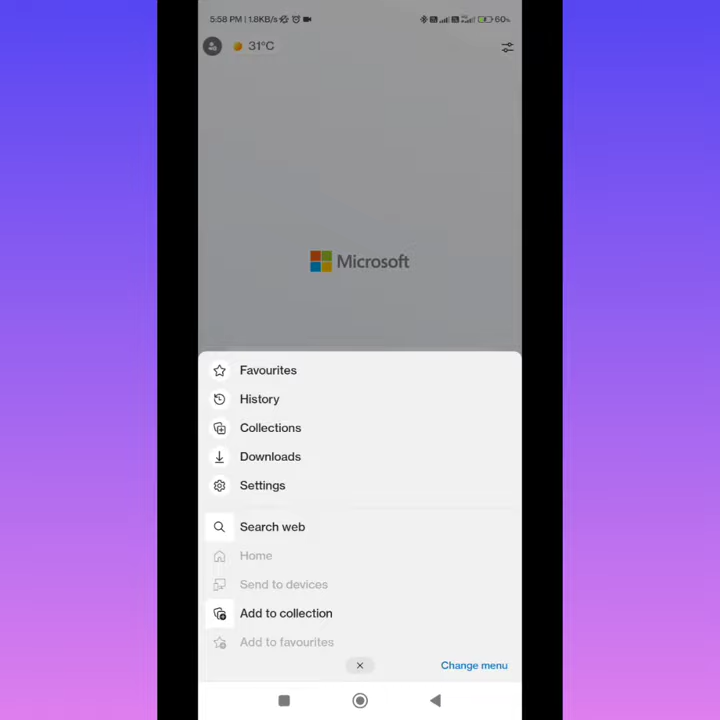 5:58 PM | 1.8KB/s
60%
31°C
Microsoft
Favourites
History
Collections
Downloads
Settings
Search web
Home
Send to devices
Add to collection
Add to favourites
Change menu